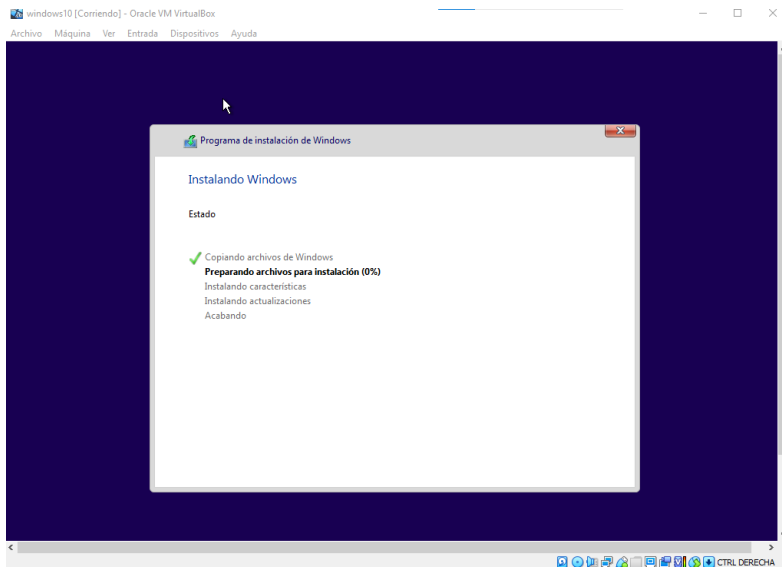 windows10 [Corriendo] - Oracle VM VirtualBox
Archivo Máquina Ver Entrada Dispositivos Ayuda
Programa de instalación de Windows
Instalando Windows
Estado
Copiando archivos de Windows
Preparando archivos para instalación (0%)
Instalando características
Instalando actualizaciones
Acabando
CTRL DERECHA